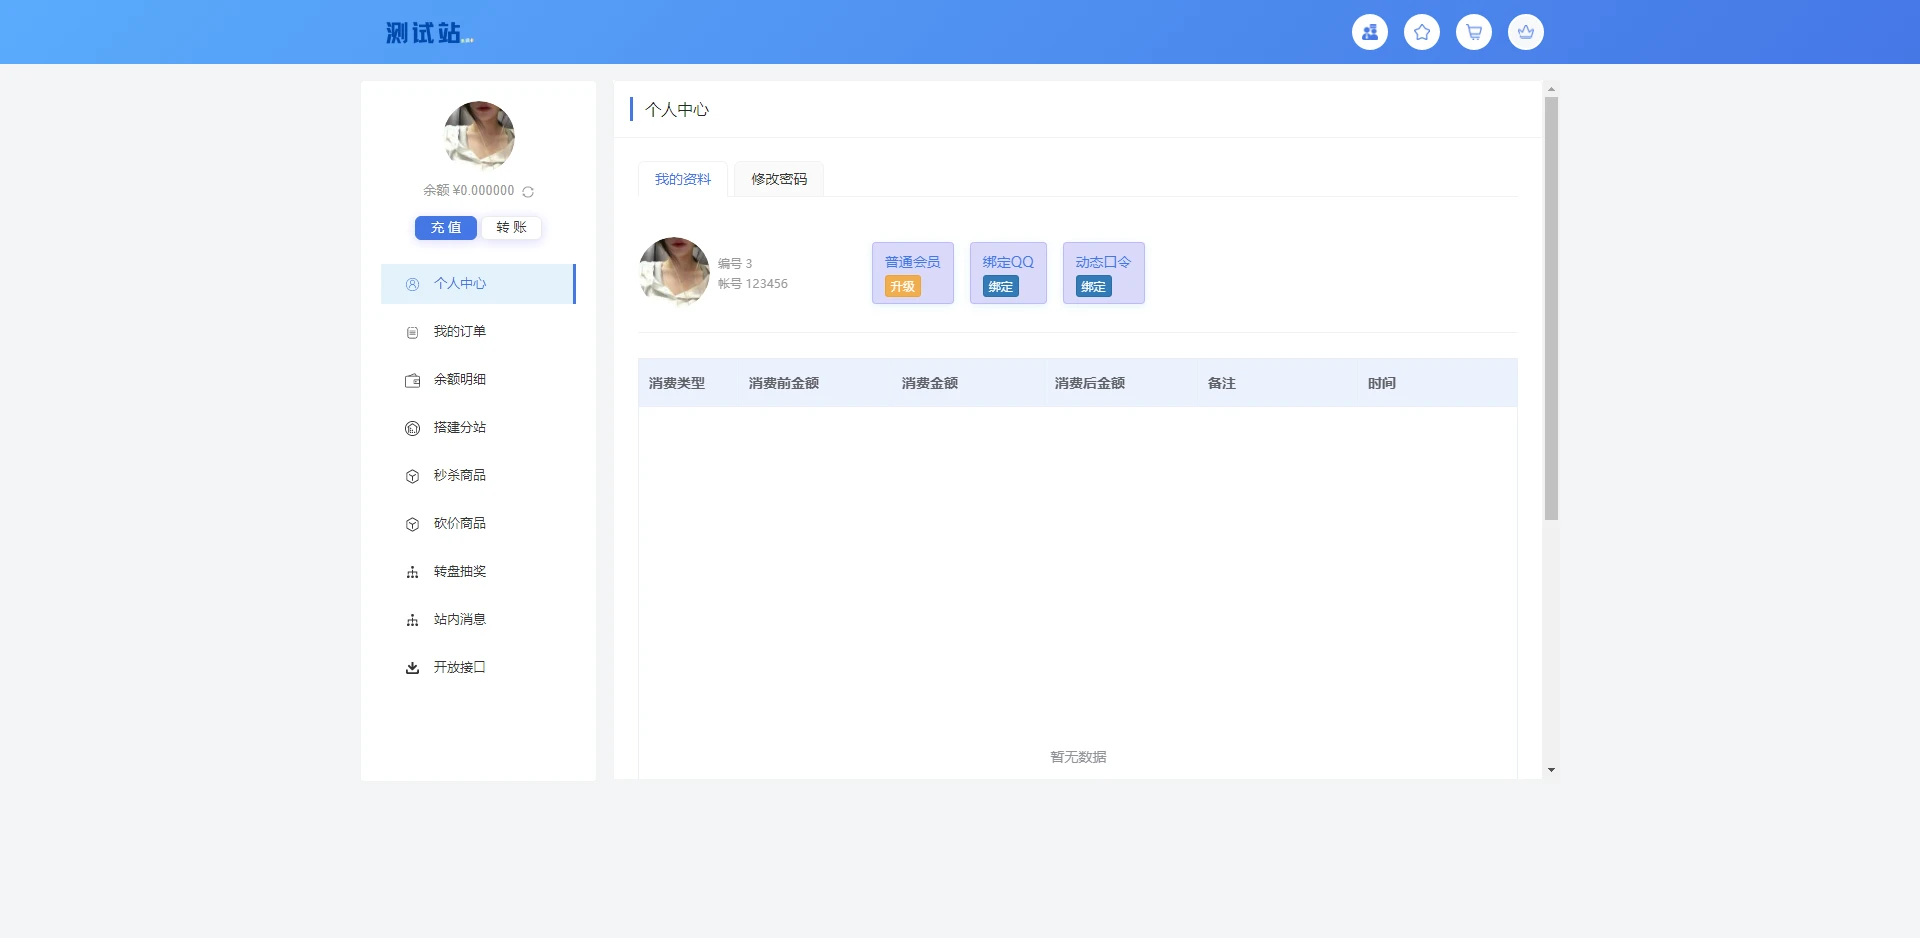 测试站
余额 ¥0.000000
充 值
转 账
个人中心
我的订单
余额明细
搭建分站
秒杀商品
砍价商品
转盘抽奖
站内消息
开放接口
个人中心
我的资料
修改密码
编号 3
帐号 123456
普通会员
升级
绑定QQ
绑定
动态口令
绑定
消费类型 消费前金额 消费金额 消费后金额 备注 时间
暂无数据